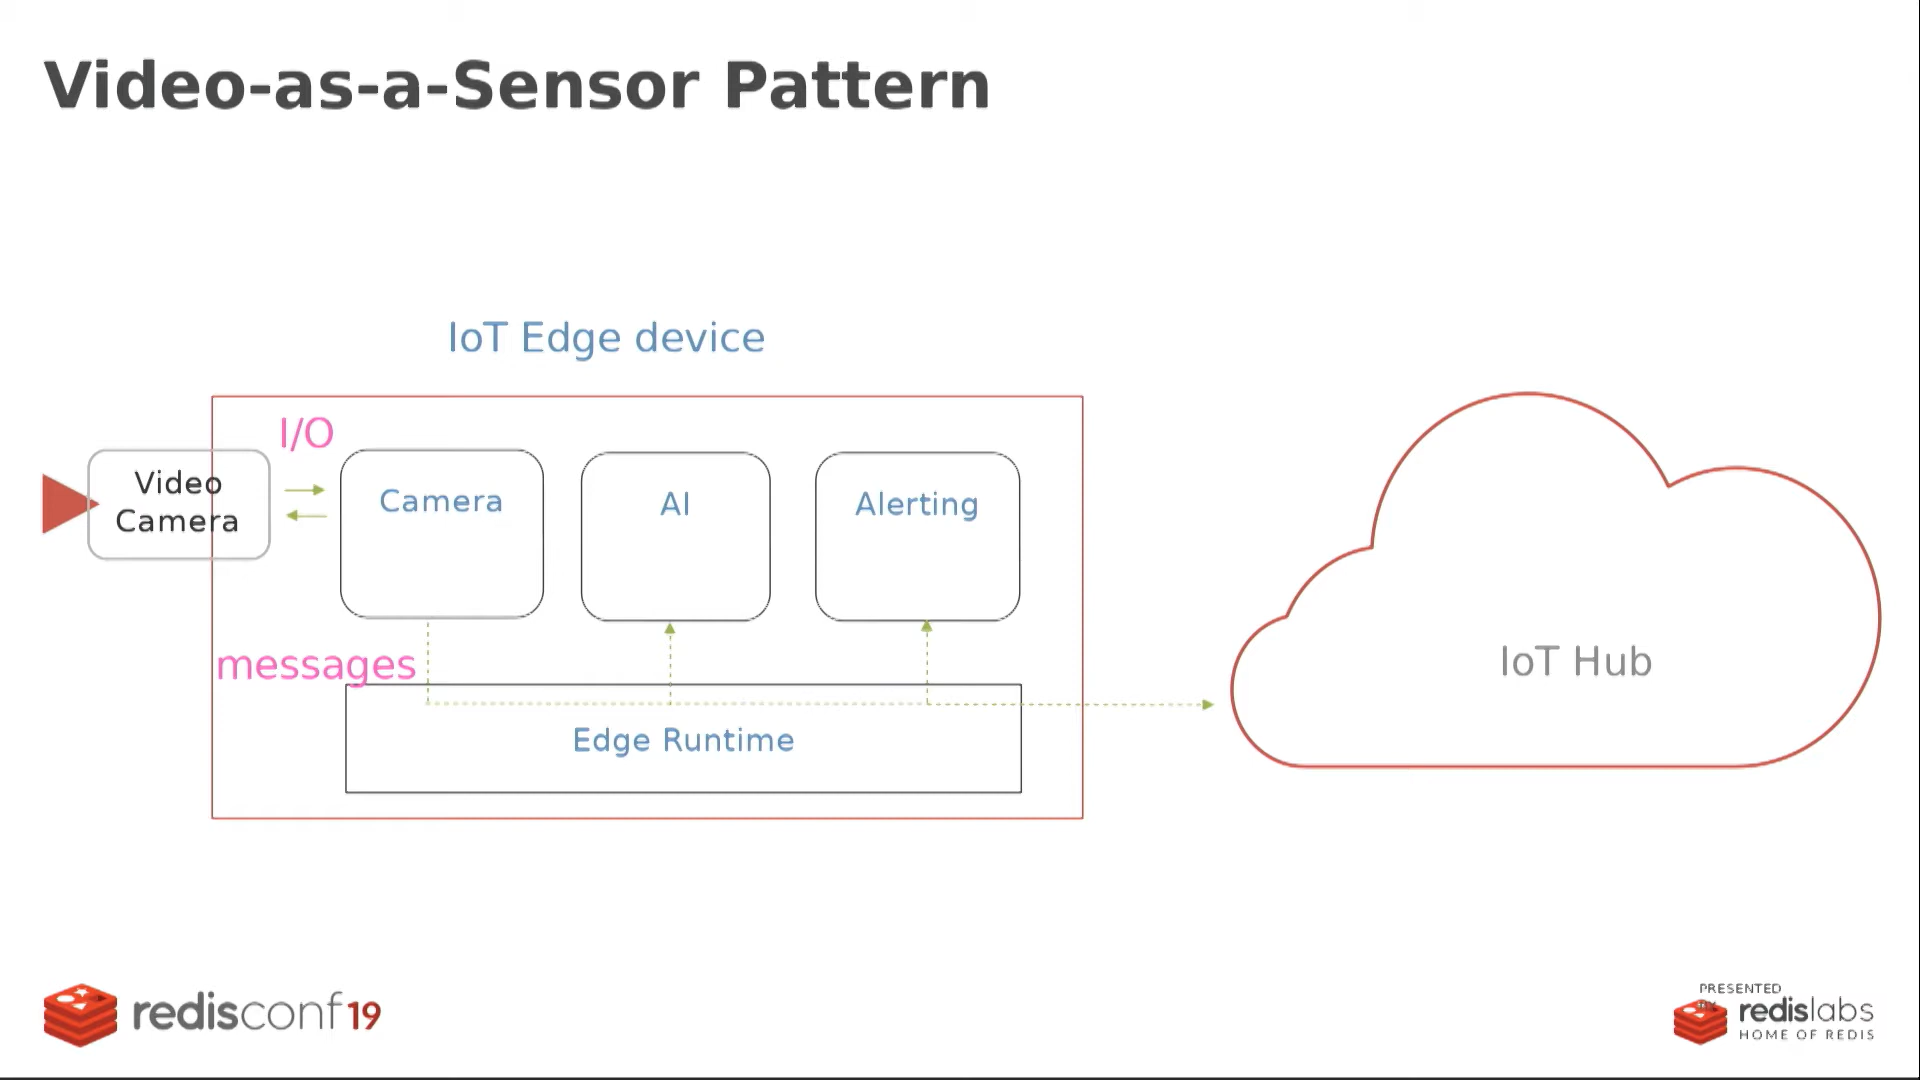 Video-as-a-Sensor Pattern
IoT Edge device
I/O
Video
Camera
Camera
AI
Alerting
messages
Edge Runtime
IoT Hub
redisconf19
PRESENTED
redislabs
HOME OF REDIS